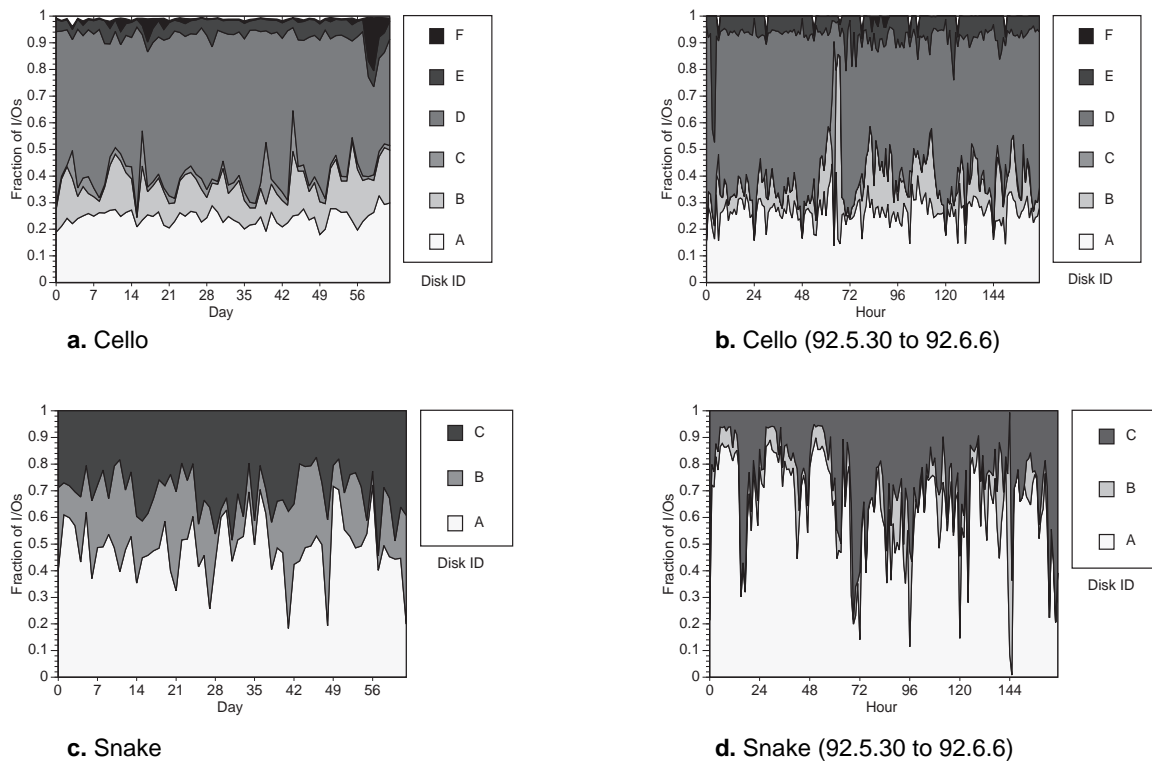 1
0.9
0.8
0.7
0.6
0.5
0.4
0.3
0.2
0.1
0
Fraction of I/Os
0 7 14 21 28 35 42 49 56
Day
F
E
D
C
B
A
Disk ID
a. Cello
1
0.9
0.8
0.7
0.6
0.5
0.4
0.3
0.2
0.1
0
Fraction of I/Os
0 24 48 72 96 120 144
Hour
F
E
D
C
B
A
Disk ID
b. Cello (92.5.30 to 92.6.6)
1
0.9
0.8
0.7
0.6
0.5
0.4
0.3
0.2
0.1
0
Fraction of I/Os
0 7 14 21 28 35 42 49 56
Day
C
B
A
Disk ID
c. Snake
1
0.9
0.8
0.7
0.6
0.5
0.4
0.3
0.2
0.1
0
Fraction of I/Os
0 24 48 72 96 120 144
Hour
C
B
A
Disk ID
d. Snake (92.5.30 to 92.6.6)